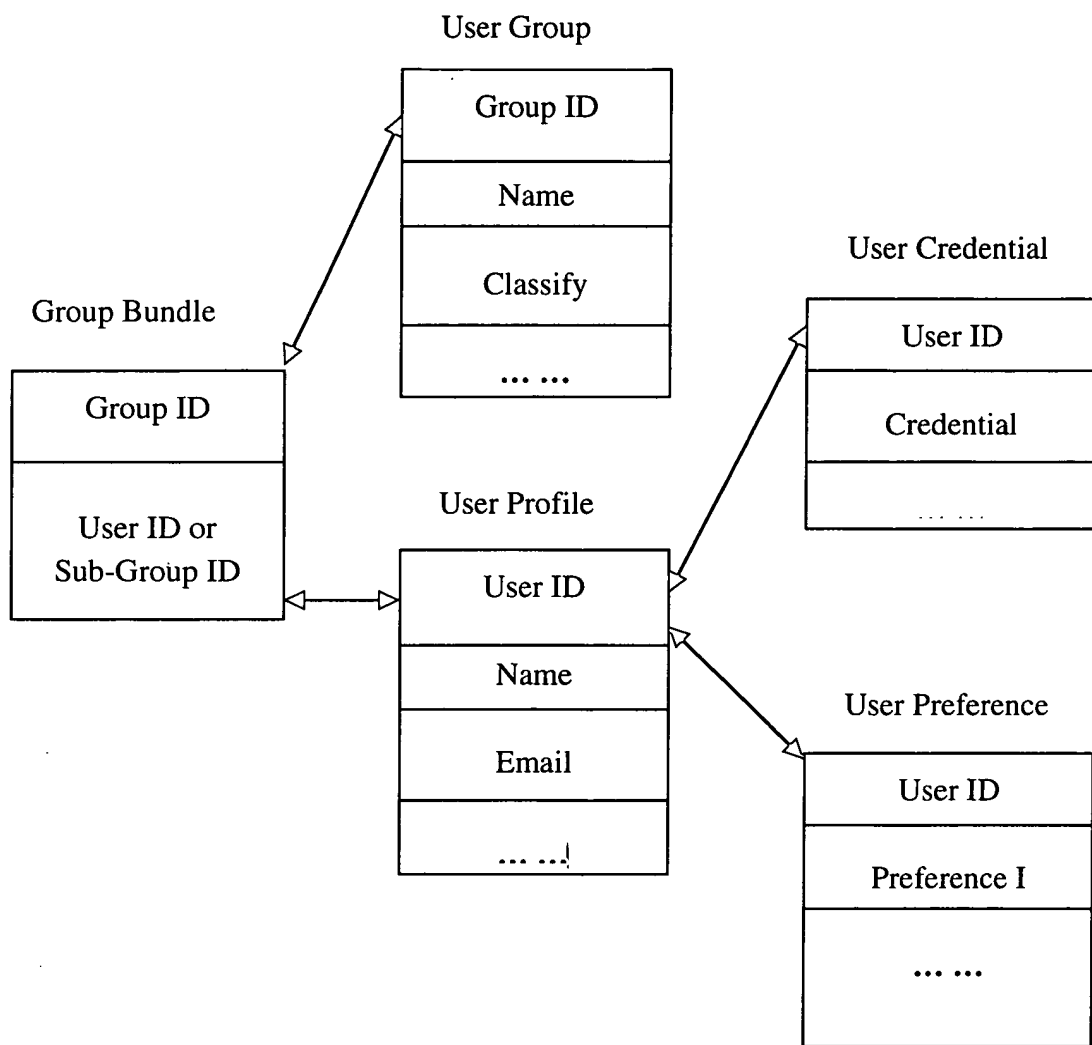 User Group
Group ID
Name
Classify
... ...
Group Bundle
Group ID
User ID or
Sub-Group ID
User Profile
User ID
Name
Email
... ...
User Credential
User ID
Credential
... ...
User Preference
User ID
Preference I
... ...